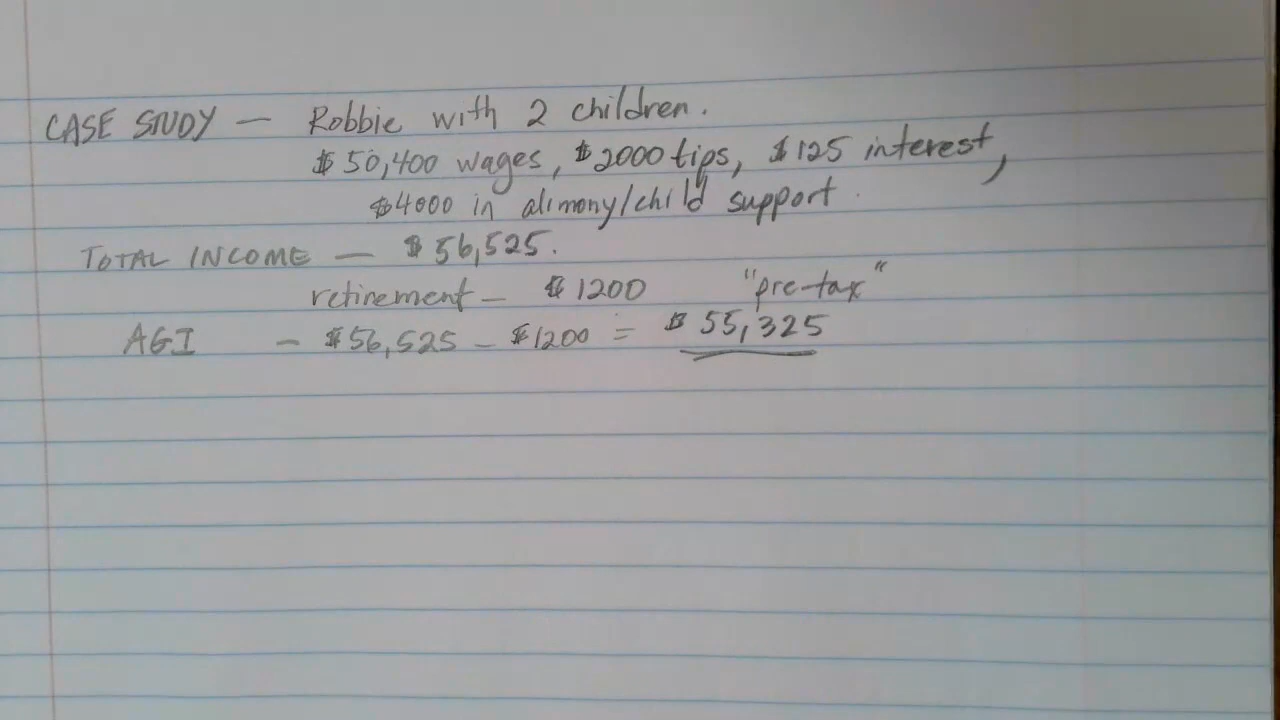 CASE STUDY — Robbie with 2 children.
$50,400 wages, $2000 tips, $125 interest,
$4000 in alimony/child support.
TOTAL INCOME — $56,525.
retirement - $1200 "pre-tax"
AGI - $56,525 - $1200 = $55,325